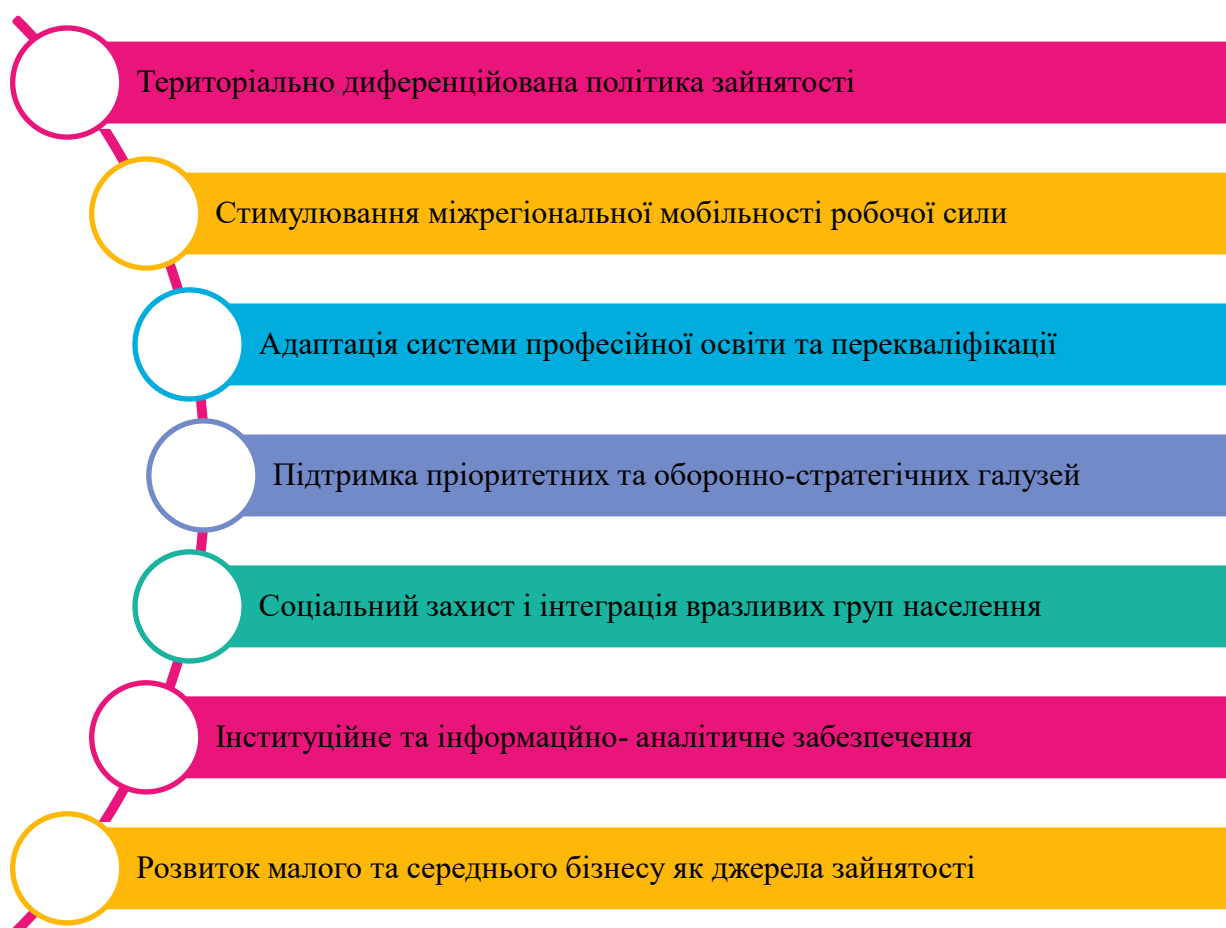 Територіально диференційована політика зайнятості
Стимулювання міжрегіональної мобільності робочої сили
Адаптація системи професійної освіти та перекваліфікації
Підтримка пріоритетних та оборонно-стратегічних галузей
Соціальний захист і інтеграція вразливих груп населення
Інституційне та інформаційно- аналітичне забезпечення
Розвиток малого та середнього бізнесу як джерела зайнятості